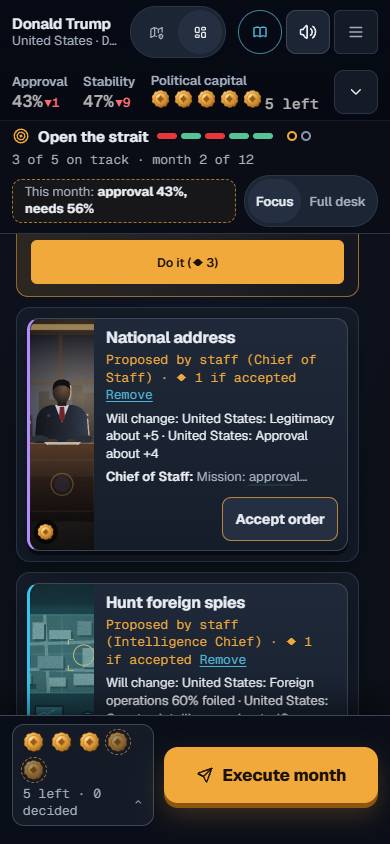 Donald Trump
United States · D...
Approval
43%▾1
Stability
47%▾9
Political capital
5 left
Open the strait
3 of 5 on track · month 2 of 12
This month: approval 43%,
needs 56%
Focus
Full desk
Do it (◆ 3)
National address
Proposed by staff (Chief of
Staff) · ◆ 1 if accepted
Remove
Will change: United States: Legitimacy
about +5 · United States: Approval
about +4
Chief of Staff: Mission: approval...
Accept order
Hunt foreign spies
Proposed by staff
(Intelligence Chief) · ◆ 1
if accepted Remove
Will change: United States: Foreign
operations 60% foiled · United States:
5 left · 0
decided
Execute month